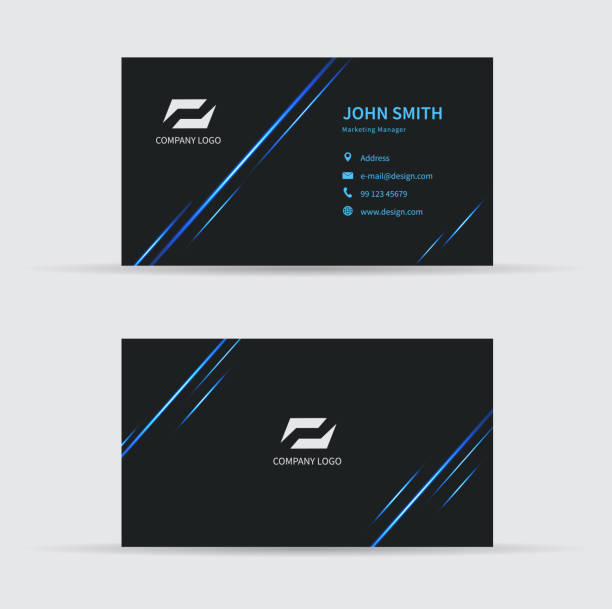 COMPANY LOGO
JOHN SMITH
Marketing Manager
Address
e-mail@design.com
99 123 45679
www.design.com
COMPANY LOGO